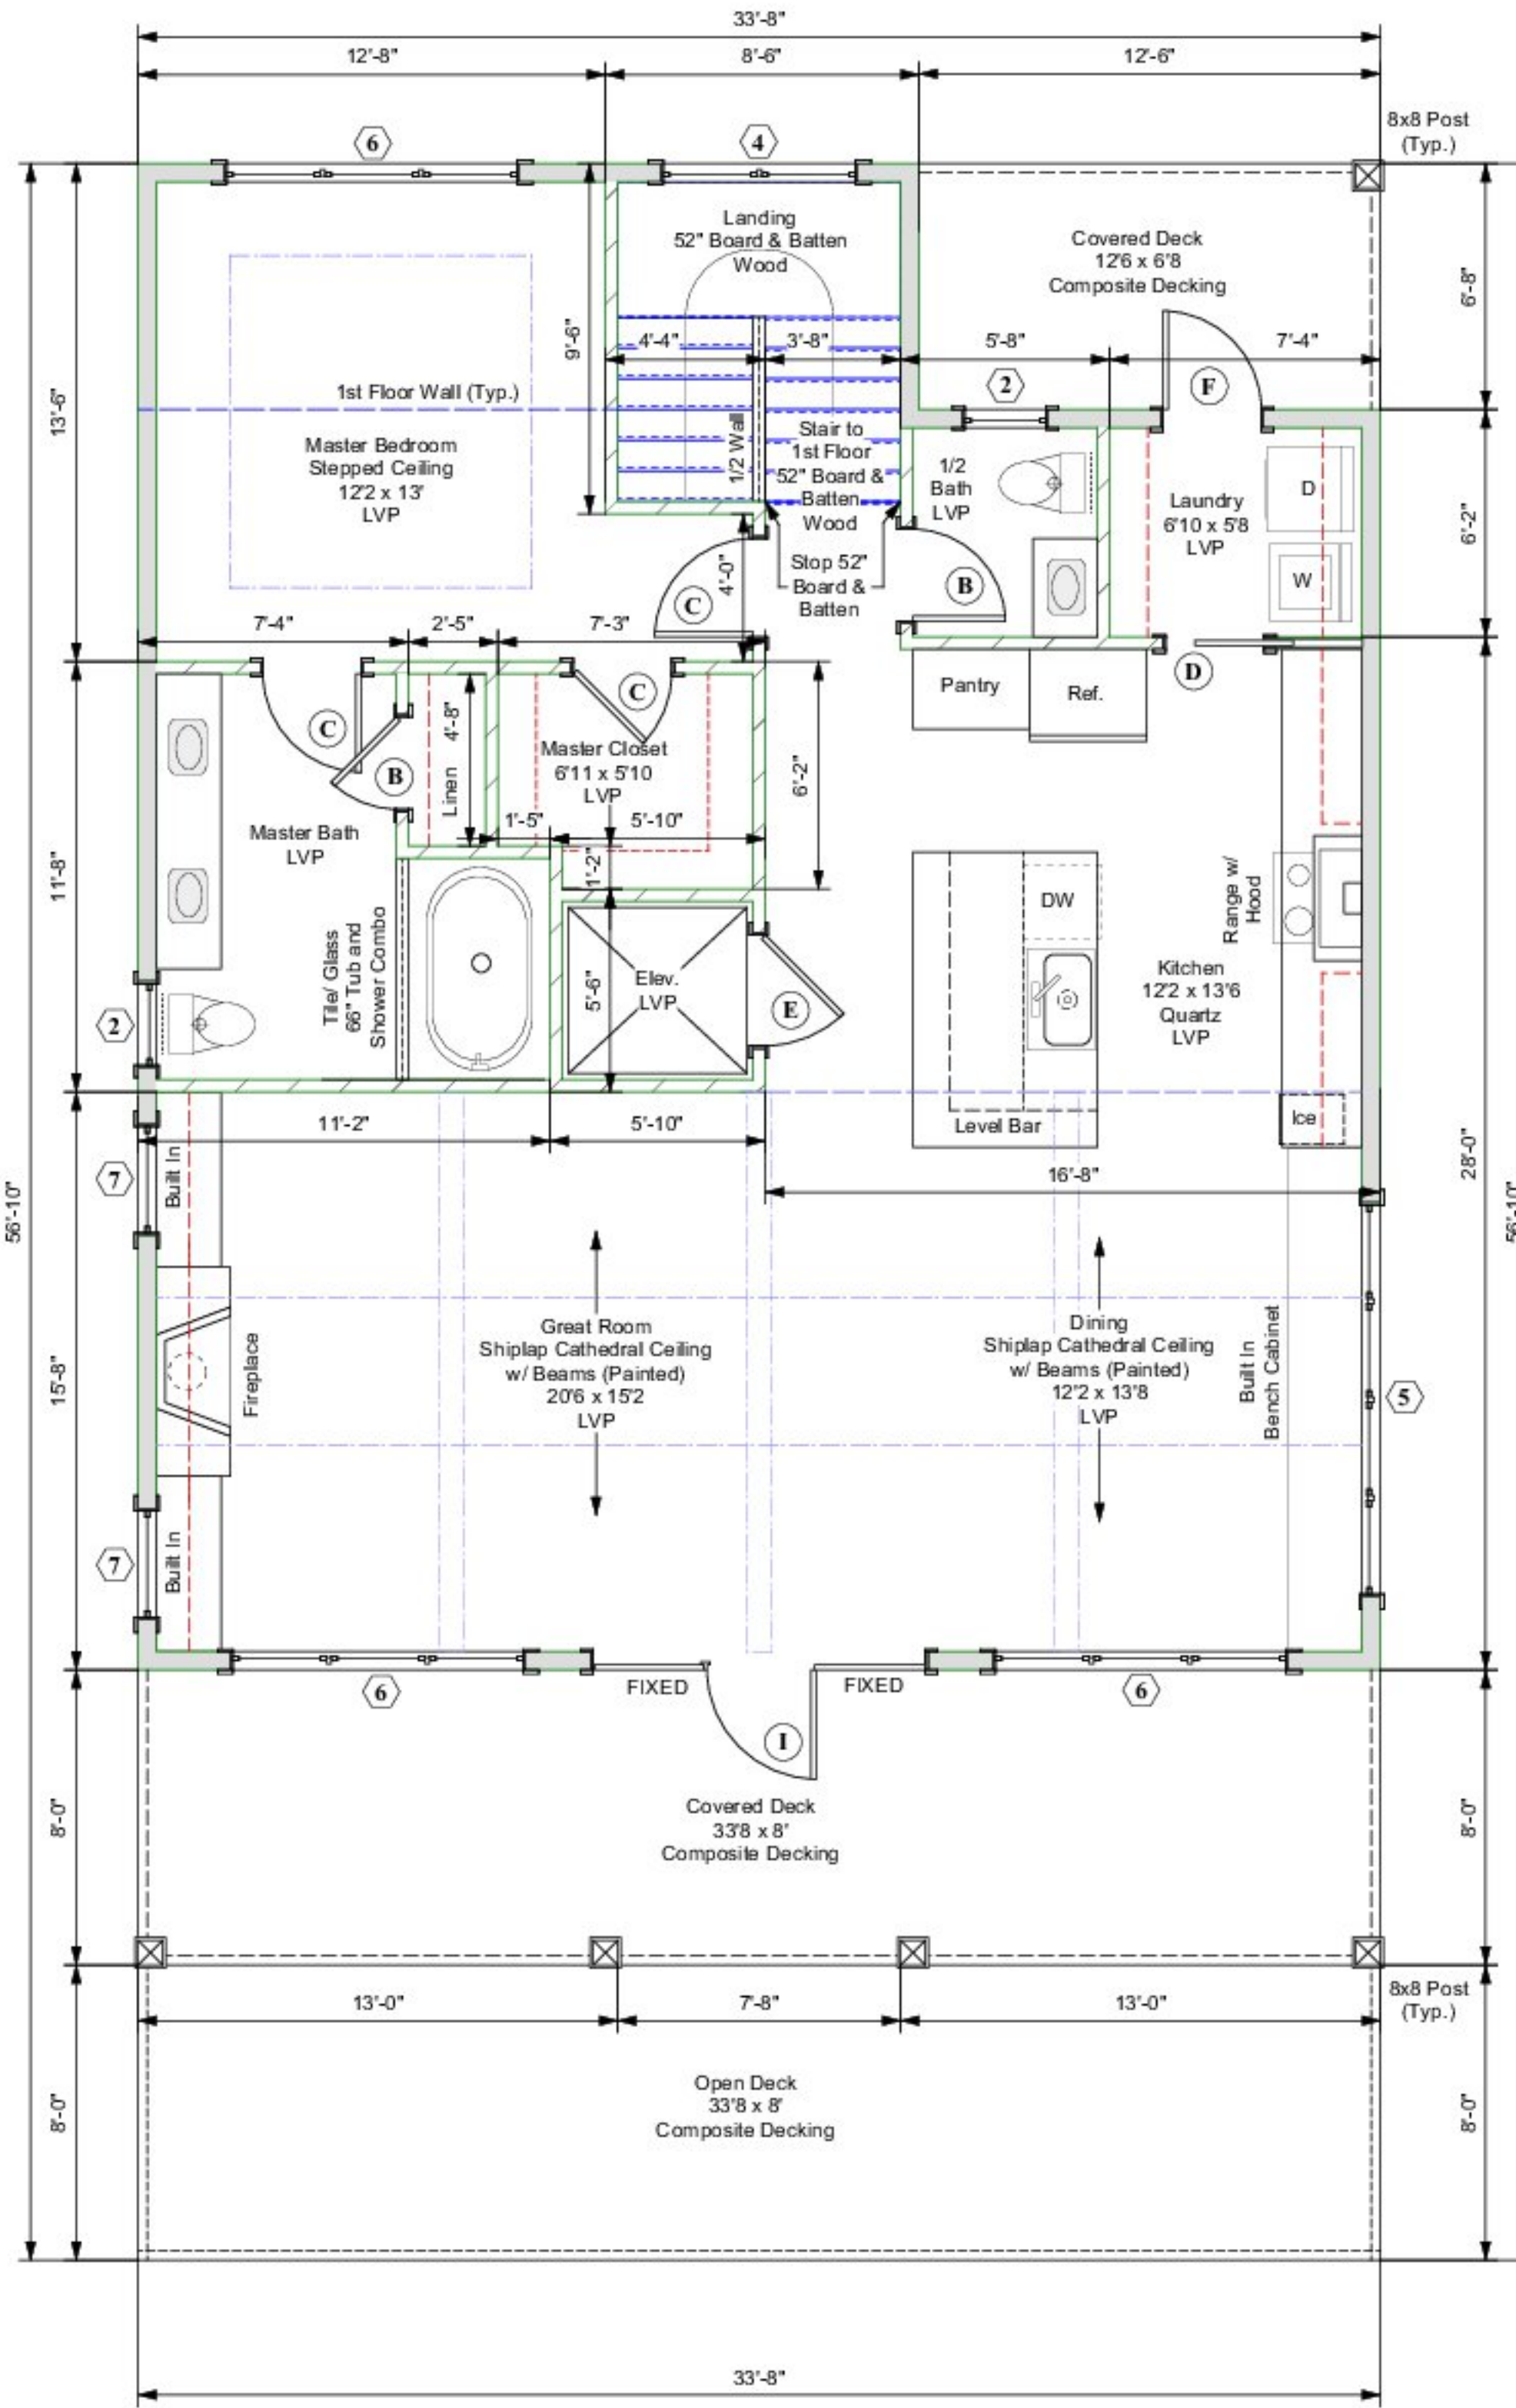 33'-8"
12'-8"
8'-6"
12'-6"
8x8 Post
(Typ.)
6
4
Landing
52" Board & Batten
Wood
Covered Deck
12'6 x 6'8
Composite Decking
6'-8"
9'-6"
4'-4"
3'-8"
5'-8"
7'-4"
13'-6"
1st Floor Wall (Typ.)
2
F
Master Bedroom
Stepped Ceiling
12'2 x 13'
LVP
1/2 Wall
Stair to
1st Floor
52" Board &
Batten
Wood
1/2
Bath
LVP
Laundry
6'10 x 5'8
LVP
D
W
6'-2"
Stop 52"
Board &
Batten
4'-0"
C
B
7'-4"
2'-5"
7'-3"
D
Pantry
Ref.
C
C
B
4'-8"
Linen
Master Closet
6'11 x 5'10
LVP
6'-2"
1'-5"
5'-10"
1'-2"
Master Bath
LVP
11'-8"
Tile/ Glass
66" Tub and
Shower Combo
5'-6"
Elev.
LVP
E
DW
Range w/
Hood
Kitchen
12'2 x 13'6
Quartz
LVP
2
11'-2"
5'-10"
Level Bar
Ice
28'-0"
16'-8"
7
Built In
56'-10"
56'-10"
15'-8"
Fireplace
Great Room
Shiplap Cathedral Ceiling
w/ Beams (Painted)
20'6 x 15'2
LVP
Dining
Shiplap Cathedral Ceiling
w/ Beams (Painted)
12'2 x 13'8
LVP
Built In
Bench Cabinet
5
7
Built In
6
FIXED
FIXED
6
I
Covered Deck
33'8 x 8'
Composite Decking
8'-0"
8'-0"
13'-0"
7'-8"
13'-0"
8x8 Post
(Typ.)
Open Deck
33'8 x 8'
Composite Decking
8'-0"
8'-0"
33'-8"